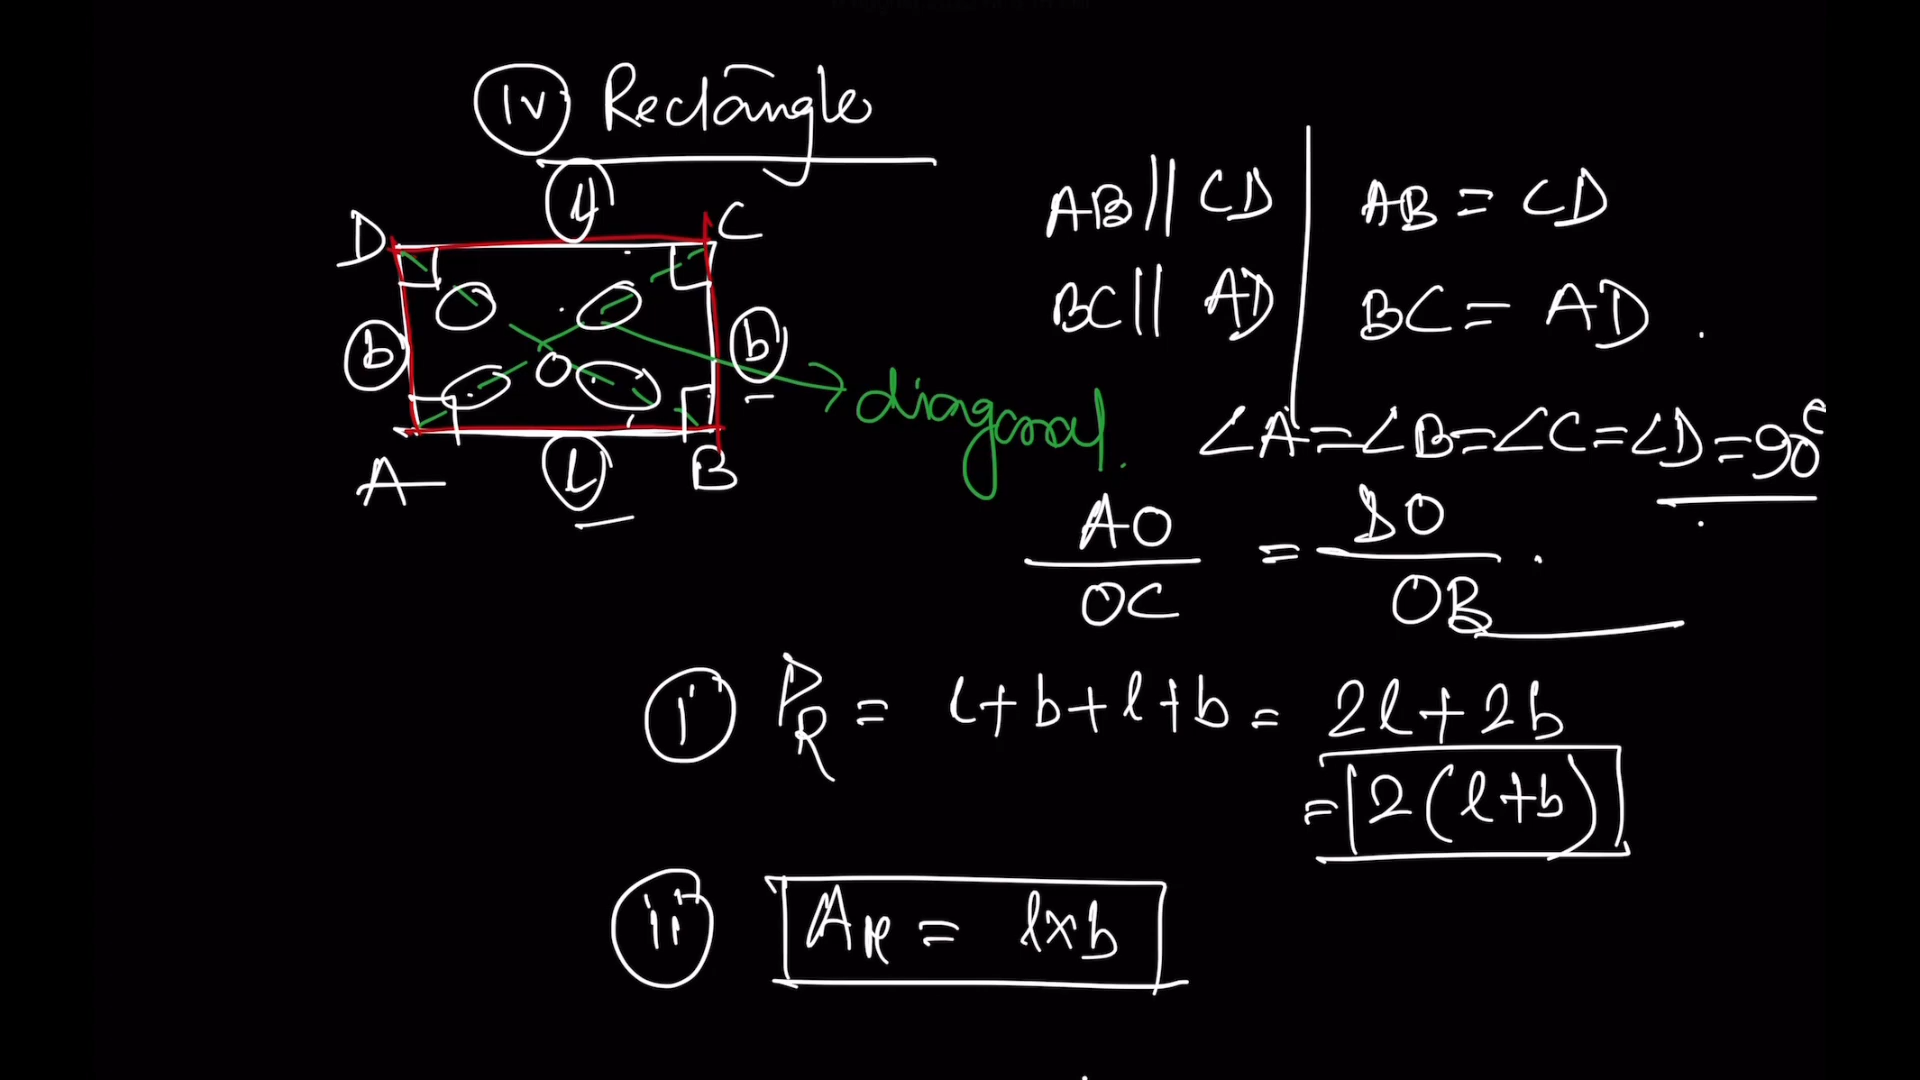 iv Rectangle
l
D C
b b
O
diagonal.
A l B
AB || CD | AB = CD
BC || AD | BC = AD.
∠A=∠B=∠C=∠D=90°
AO/OC = DO/OB.
i P_R = l+b+l+b = 2l+2b
= 2(l+b)
ii A_R = l×b